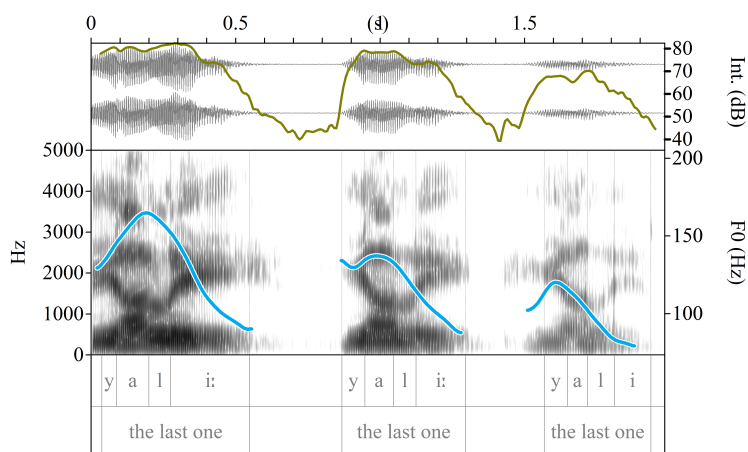 0 0.5 (s) 1 1.5
80
70
60
50
40
Int. (dB)
5000
4000
3000
2000
1000
0
Hz
200
150
100
F0 (Hz)
y a l iː y a l iː y a l i
the last one the last one the last one